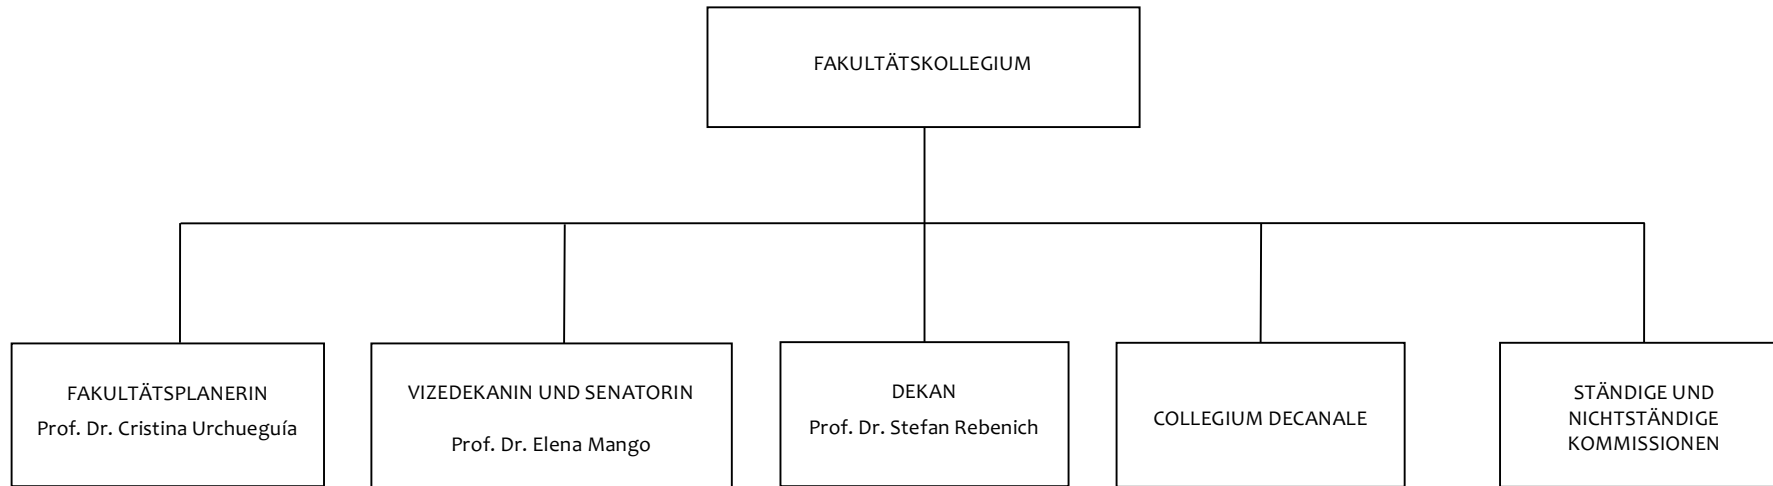 FAKULTÄTSKOLLEGIUM
FAKULTÄTSPLANERIN
Prof. Dr. Cristina Urchueguía
VIZEDEKANIN UND SENATORIN
Prof. Dr. Elena Mango
DEKAN
Prof. Dr. Stefan Rebenich
COLLEGIUM DECANALE
STÄNDIGE UND
NICHTSTÄNDIGE
KOMMISSIONEN